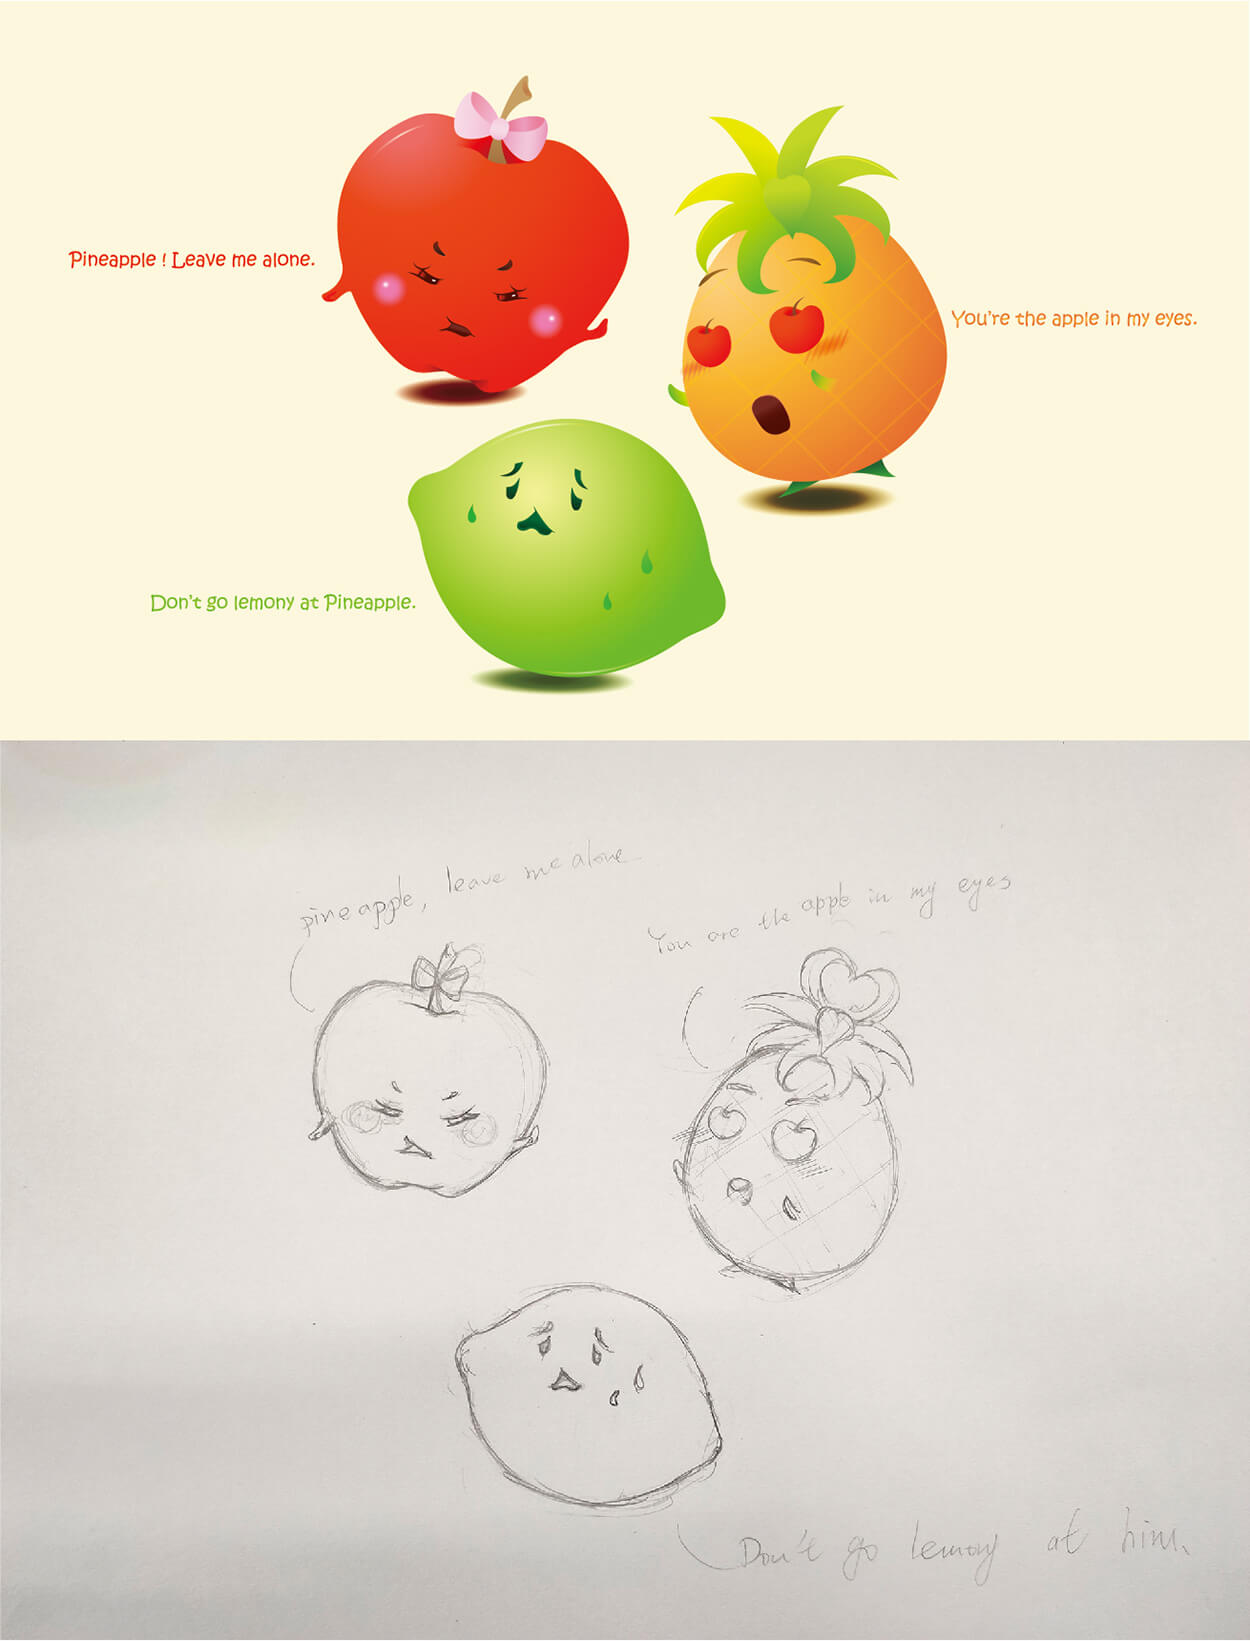 Pineapple ! Leave me alone.
You're the apple in my eyes.
Don't go lemony at Pineapple.
pineapple, leave me alone
You are the apple in my eyes
Don't go lemony at him.